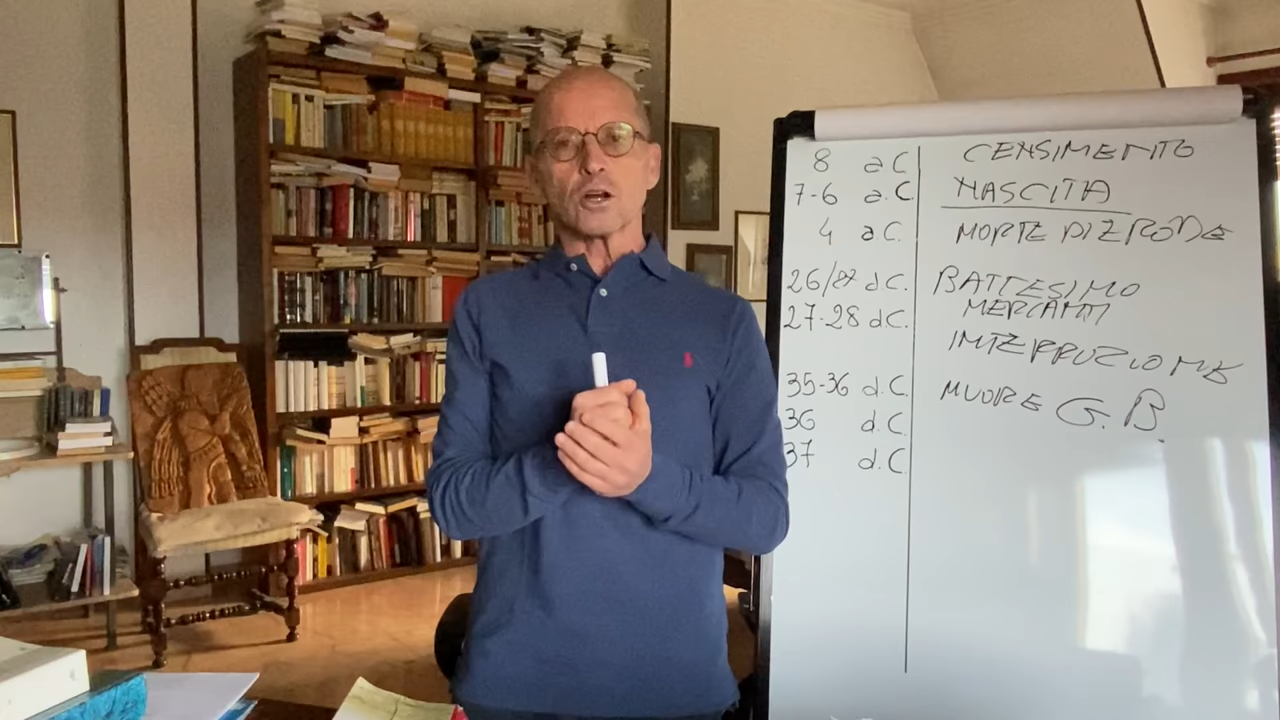 8 a C. CENSIMENTO
7-6 a.C NASCITA
4 a C. MORTE DI ERODE
26/27 d C. BATTESIMO
MERCANTI
27-28 d C.
INTERRUZIONE
35-36 d.C. MUORE G. B.
36 d.C.
37 d.C.